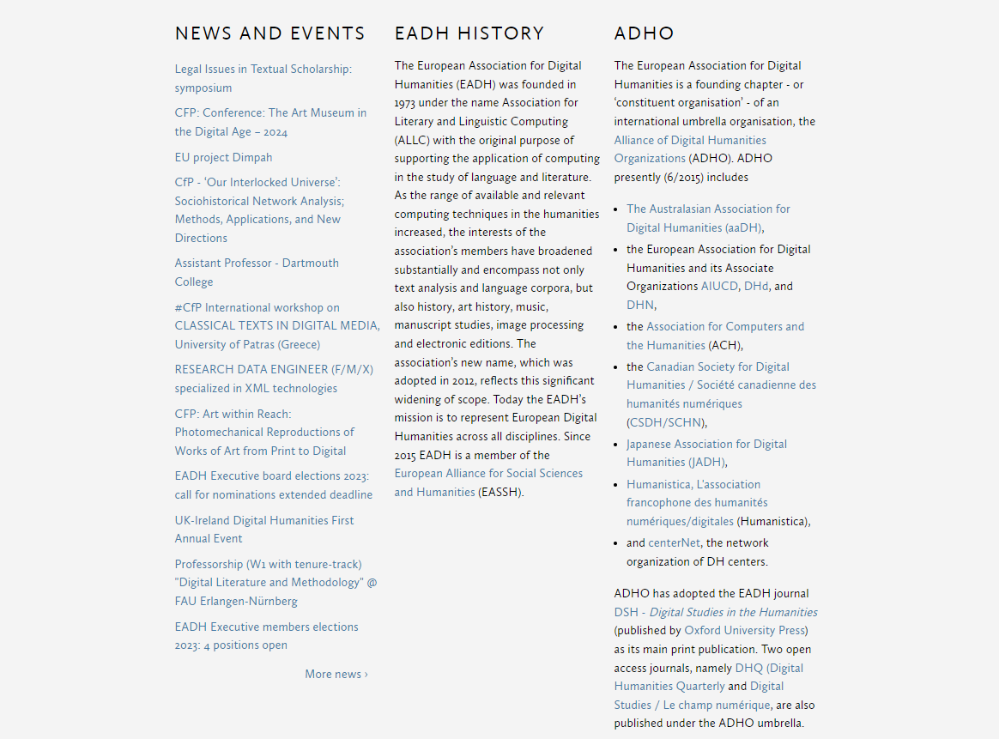 NEWS AND EVENTS
Legal Issues in Textual Scholarship:
symposium
CFP: Conference: The Art Museum in
the Digital Age – 2024
EU project Dimpah
CfP - ‘Our Interlocked Universe’:
Sociohistorical Network Analysis;
Methods, Applications, and New
Directions
Assistant Professor - Dartmouth
College
#CfP International workshop on
CLASSICAL TEXTS IN DIGITAL MEDIA,
University of Patras (Greece)
RESEARCH DATA ENGINEER (F/M/X)
specialized in XML technologies
CFP: Art within Reach:
Photomechanical Reproductions of
Works of Art from Print to Digital
EADH Executive board elections 2023:
call for nominations extended deadline
UK-Ireland Digital Humanities First
Annual Event
Professorship (W1 with tenure-track)
"Digital Literature and Methodology" @
FAU Erlangen-Nürnberg
EADH Executive members elections
2023: 4 positions open
More news ›
EADH HISTORY
The European Association for Digital
Humanities (EADH) was founded in
1973 under the name Association for
Literary and Linguistic Computing
(ALLC) with the original purpose of
supporting the application of computing
in the study of language and literature.
As the range of available and relevant
computing techniques in the humanities
increased, the interests of the
association’s members have broadened
substantially and encompass not only
text analysis and language corpora, but
also history, art history, music,
manuscript studies, image processing
and electronic editions. The
association’s new name, which was
adopted in 2012, reflects this significant
widening of scope. Today the EADH’s
mission is to represent European Digital
Humanities across all disciplines. Since
2015 EADH is a member of the
European Alliance for Social Sciences
and Humanities (EASSH).
ADHO
The European Association for Digital
Humanities is a founding chapter - or
‘constituent organisation’ - of an
international umbrella organisation, the
Alliance of Digital Humanities
Organizations (ADHO). ADHO
presently (6/2015) includes
• The Australasian Association for
Digital Humanities (aaDH),
• the European Association for Digital
Humanities and its Associate
Organizations AIUCD, DHd, and
DHN,
• the Association for Computers and
the Humanities (ACH),
• the Canadian Society for Digital
Humanities / Société canadienne des
humanités numériques
(CSDH/SCHN),
• Japanese Association for Digital
Humanities (JADH),
• Humanistica, L'association
francophone des humanités
numériques/digitales (Humanistica),
• and centerNet, the network
organization of DH centers.
ADHO has adopted the EADH journal
DSH - Digital Studies in the Humanities
(published by Oxford University Press)
as its main print publication. Two open
access journals, namely DHQ (Digital
Humanities Quarterly and Digital
Studies / Le champ numérique, are also
published under the ADHO umbrella.